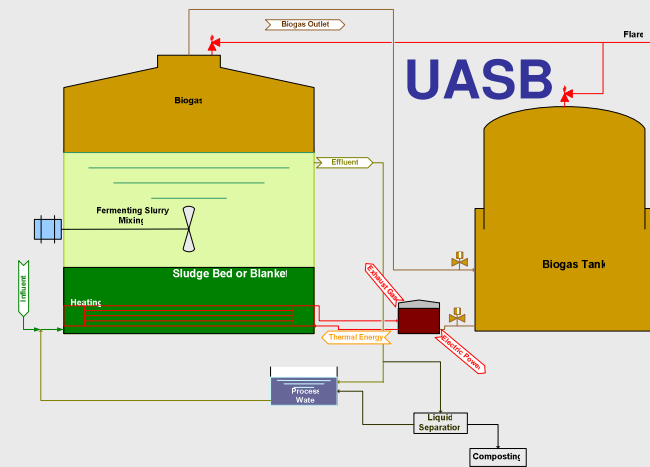 Biogas Outlet
Flare
UASB
Biogas
Effluent
Fermenting Slurry
Mixing
Biogas Tank
Sludge Bed or Blanket
Influent
Heating
Exhaust Gas
Thermal Energy
Electric Power
Process
Wate
Liquid
Separation
Composting